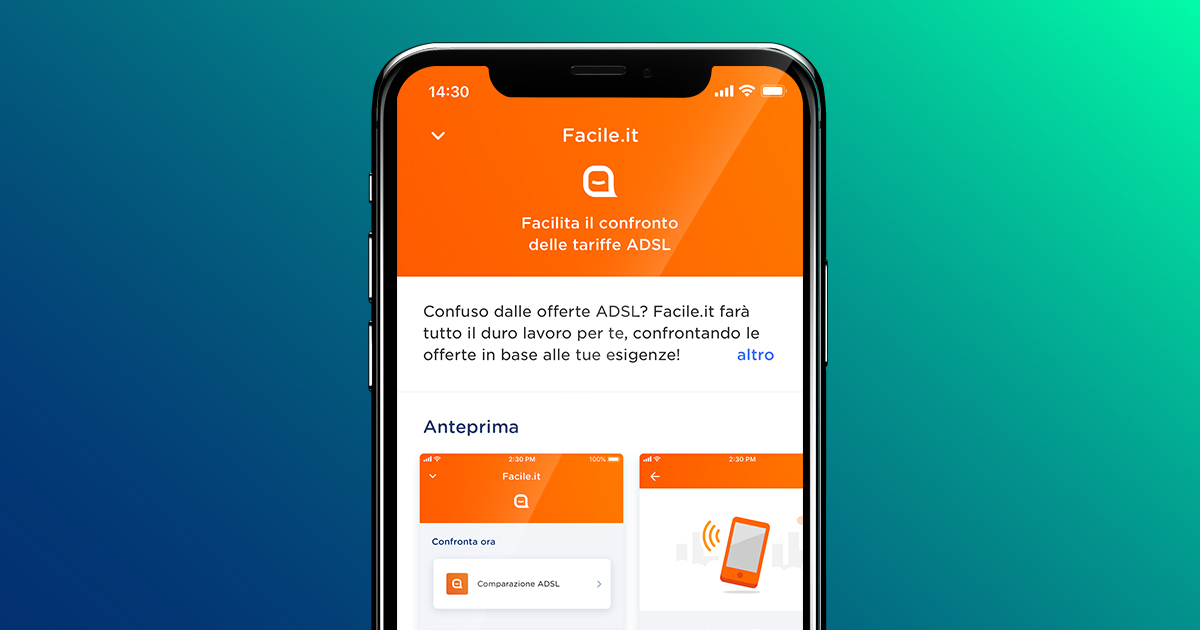 14:30
Facile.it
Facilita il confronto
delle tariffe ADSL
Confuso dalle offerte ADSL? Facile.it farà
tutto il duro lavoro per te, confrontando le
offerte in base alle tue esigenze!
altro
Anteprima
2:30 PM
100%
Facile.it
Confronta ora
Comparazione ADSL
2:30 PM